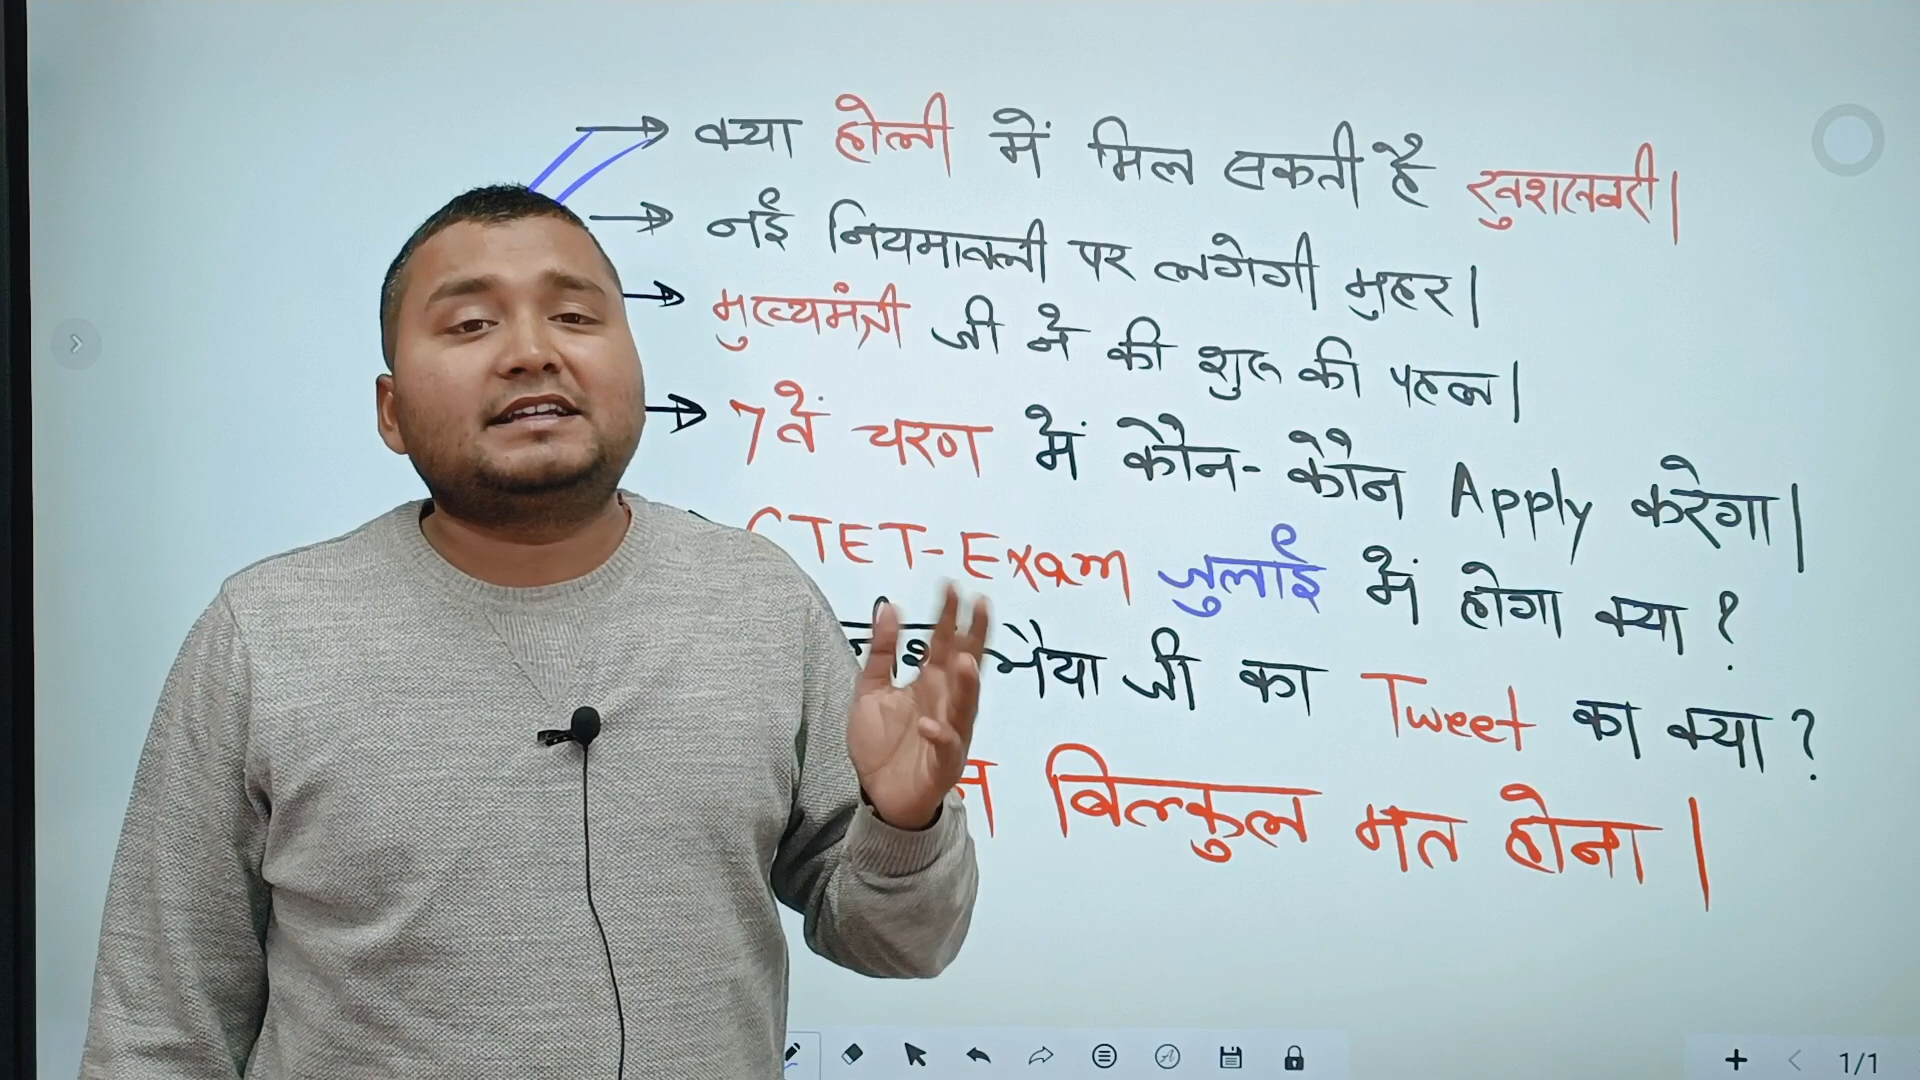 क्या होली में मिल सकती है खुशखबरी।
नई नियमावली पर लगेगी मुहर।
मुख्यमंत्री जी ने की शुरू की पहल।
7वें चरण में कौन-कौन Apply करेगा।
CTET-Exam जुलाई में होगा क्या?
भैया जी का Tweet का क्या?
बिल्कुल मत होना।
1/1